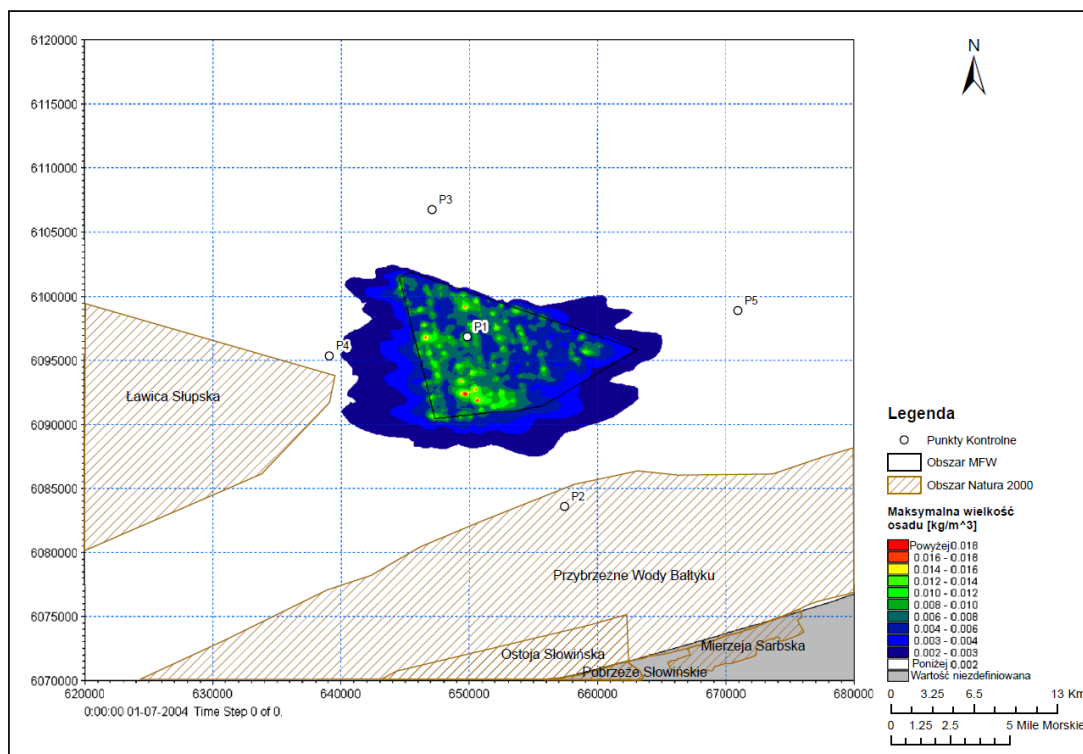 N
6120000
6115000
6110000
6105000
6100000
6095000
6090000
6085000
6080000
6075000
6070000
620000
630000
640000
650000
660000
670000
680000
P3
P1
P5
P4
P2
Ławica Słupska
Przybrzeżne Wody Bałtyku
Ostoja Słowińska
Mierzeja Sarbska
Pobrzeże Słowińskie
0:00:00 01-07-2004 Time Step 0 of 0.
Legenda
Punkty Kontrolne
Obszar MFW
Obszar Natura 2000
Maksymalna wielkość
osadu [kg/m^3]
Powyżej 0.018
0.016 - 0.018
0.014 - 0.016
0.012 - 0.014
0.010 - 0.012
0.008 - 0.010
0.006 - 0.008
0.004 - 0.006
0.003 - 0.004
0.002 - 0.003
Poniżej 0.002
Wartość niezdefiniowana
0 3.25 6.5 13 Km
0 1.25 2.5 5 Mile Morskie